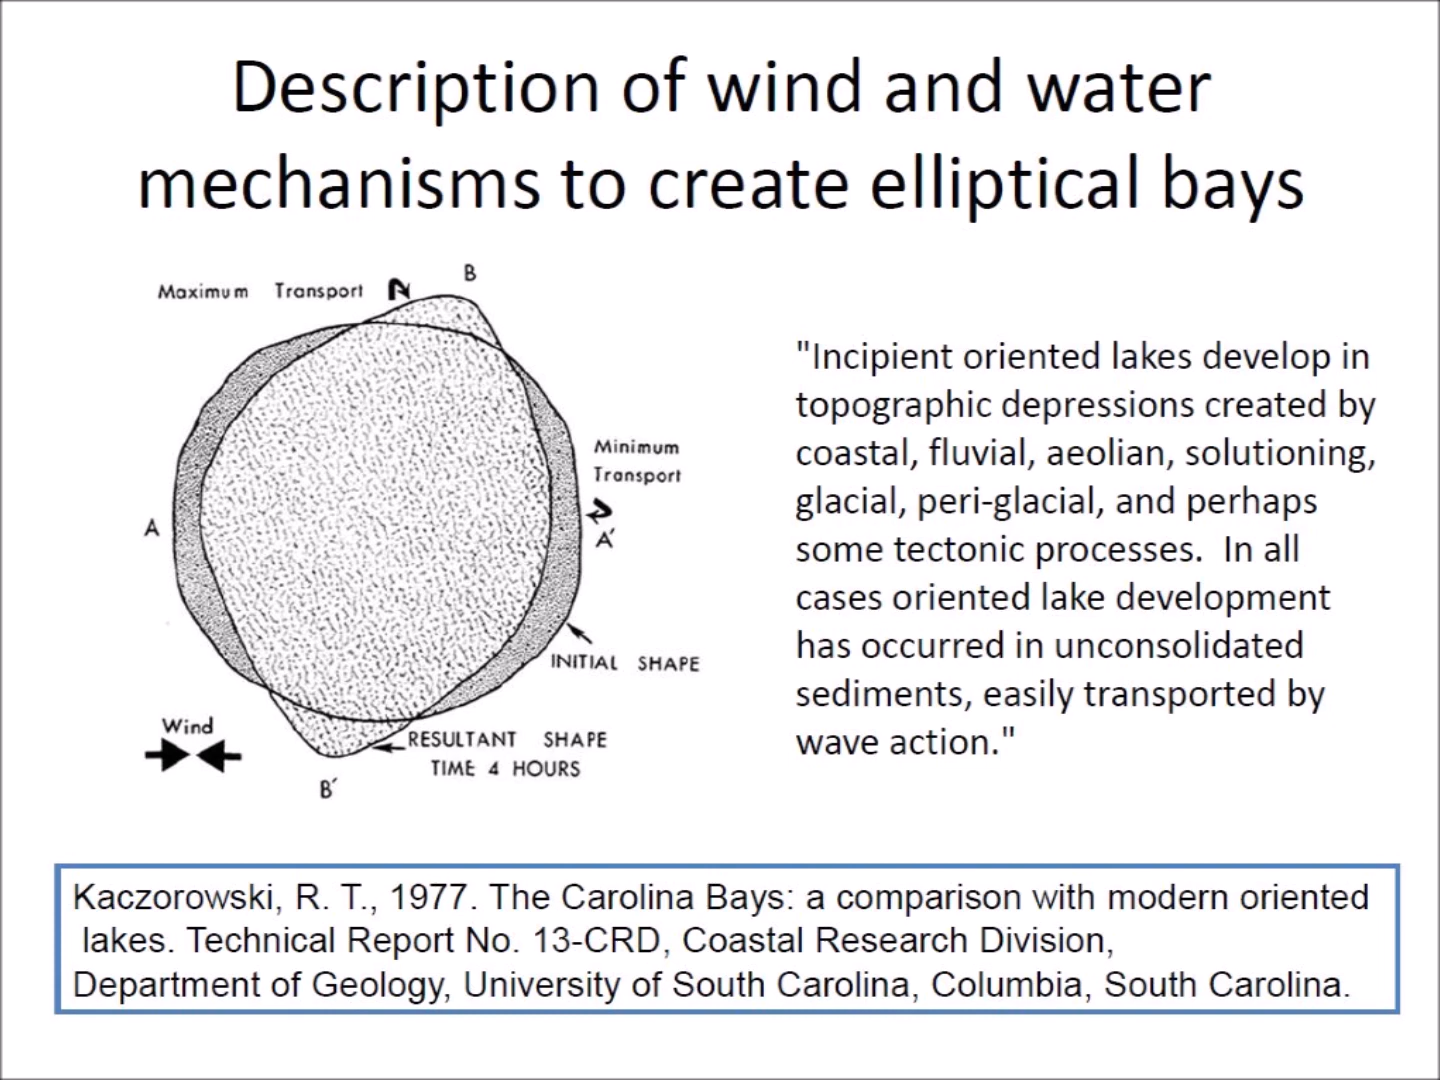 Description of wind and water
mechanisms to create elliptical bays
Maximum Transport
B
Minimum
Transport
A
A′
INITIAL SHAPE
Wind
RESULTANT SHAPE
TIME 4 HOURS
B′
"Incipient oriented lakes develop in
topographic depressions created by
coastal, fluvial, aeolian, solutioning,
glacial, peri-glacial, and perhaps
some tectonic processes.  In all
cases oriented lake development
has occurred in unconsolidated
sediments, easily transported by
wave action."
Kaczorowski, R. T., 1977. The Carolina Bays: a comparison with modern oriented
lakes. Technical Report No. 13-CRD, Coastal Research Division,
Department of Geology, University of South Carolina, Columbia, South Carolina.